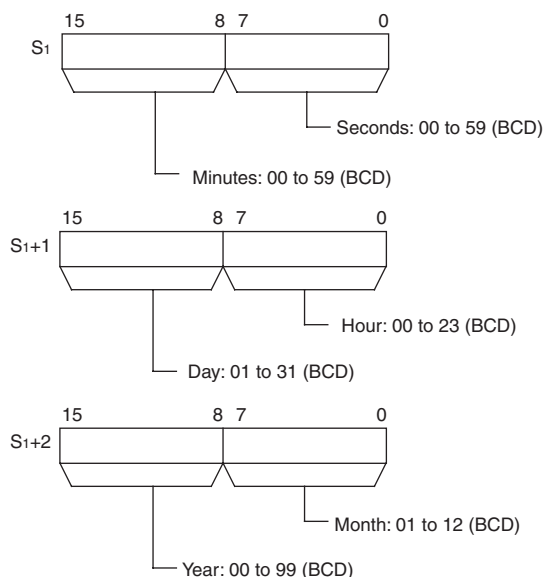 15 8 7 0
S1
Seconds: 00 to 59 (BCD)
Minutes: 00 to 59 (BCD)
15 8 7 0
S1+1
Hour: 00 to 23 (BCD)
Day: 01 to 31 (BCD)
15 8 7 0
S1+2
Month: 01 to 12 (BCD)
Year: 00 to 99 (BCD)